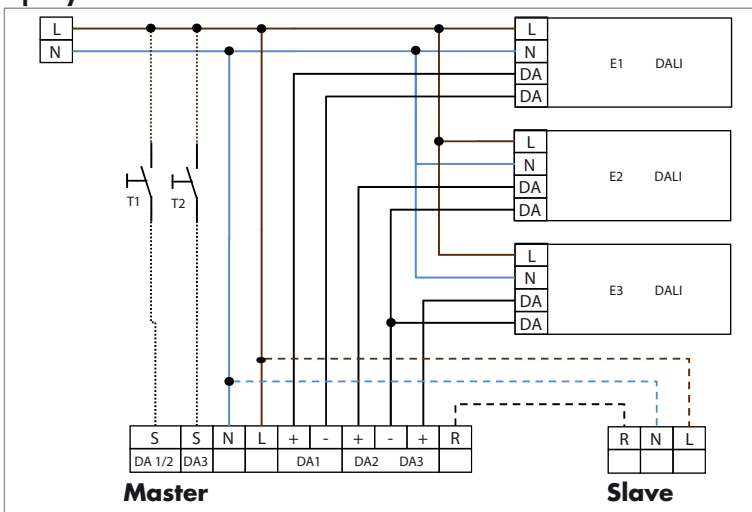 L
N
L
N
DA
DA
E1 DALI
L
N
DA
DA
E2 DALI
L
N
DA
DA
E3 DALI
T1 T2
S S N L + - + - + R
DA 1/2 DA3 DA1 DA2 DA3
R N L
Master Slave